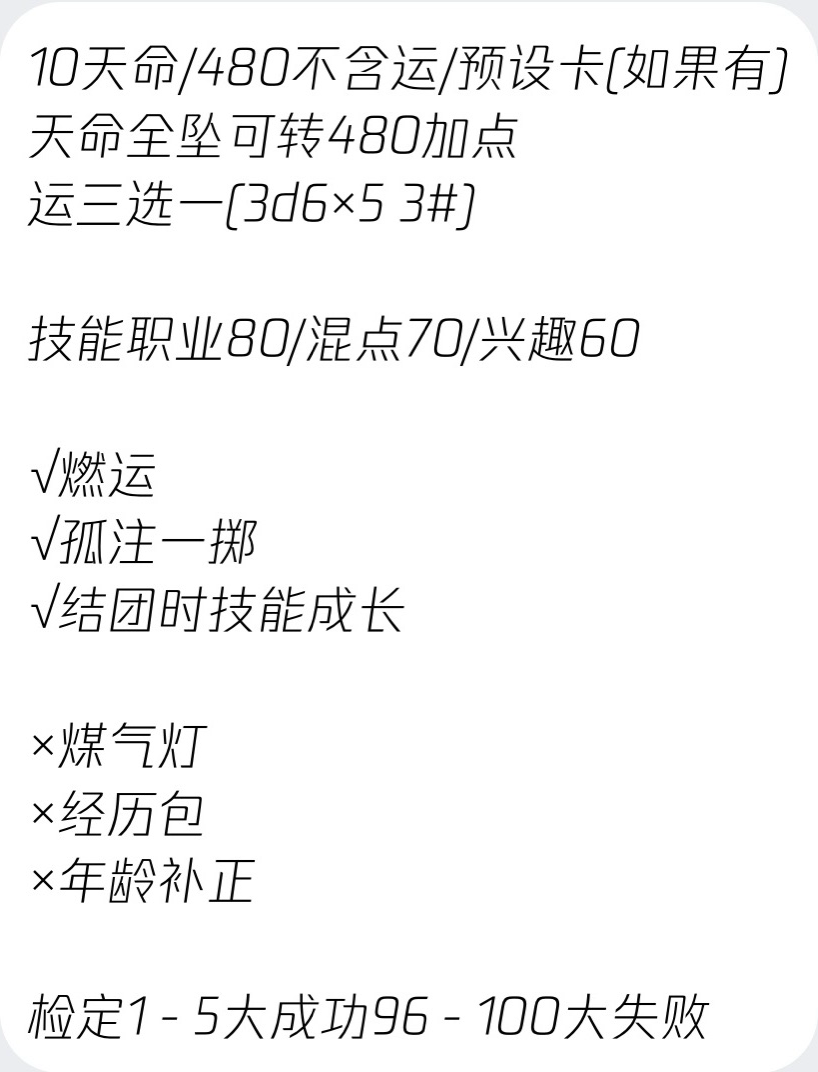 10天命/480不含运/预设卡(如果有)
天命全坠可转480加点
运三选一(3d6×5 3#)
技能职业80/混点70/兴趣60
√燃运
√孤注一掷
√结团时技能成长
×煤气灯
×经历包
×年龄补正
检定1 - 5大成功96 - 100大失败